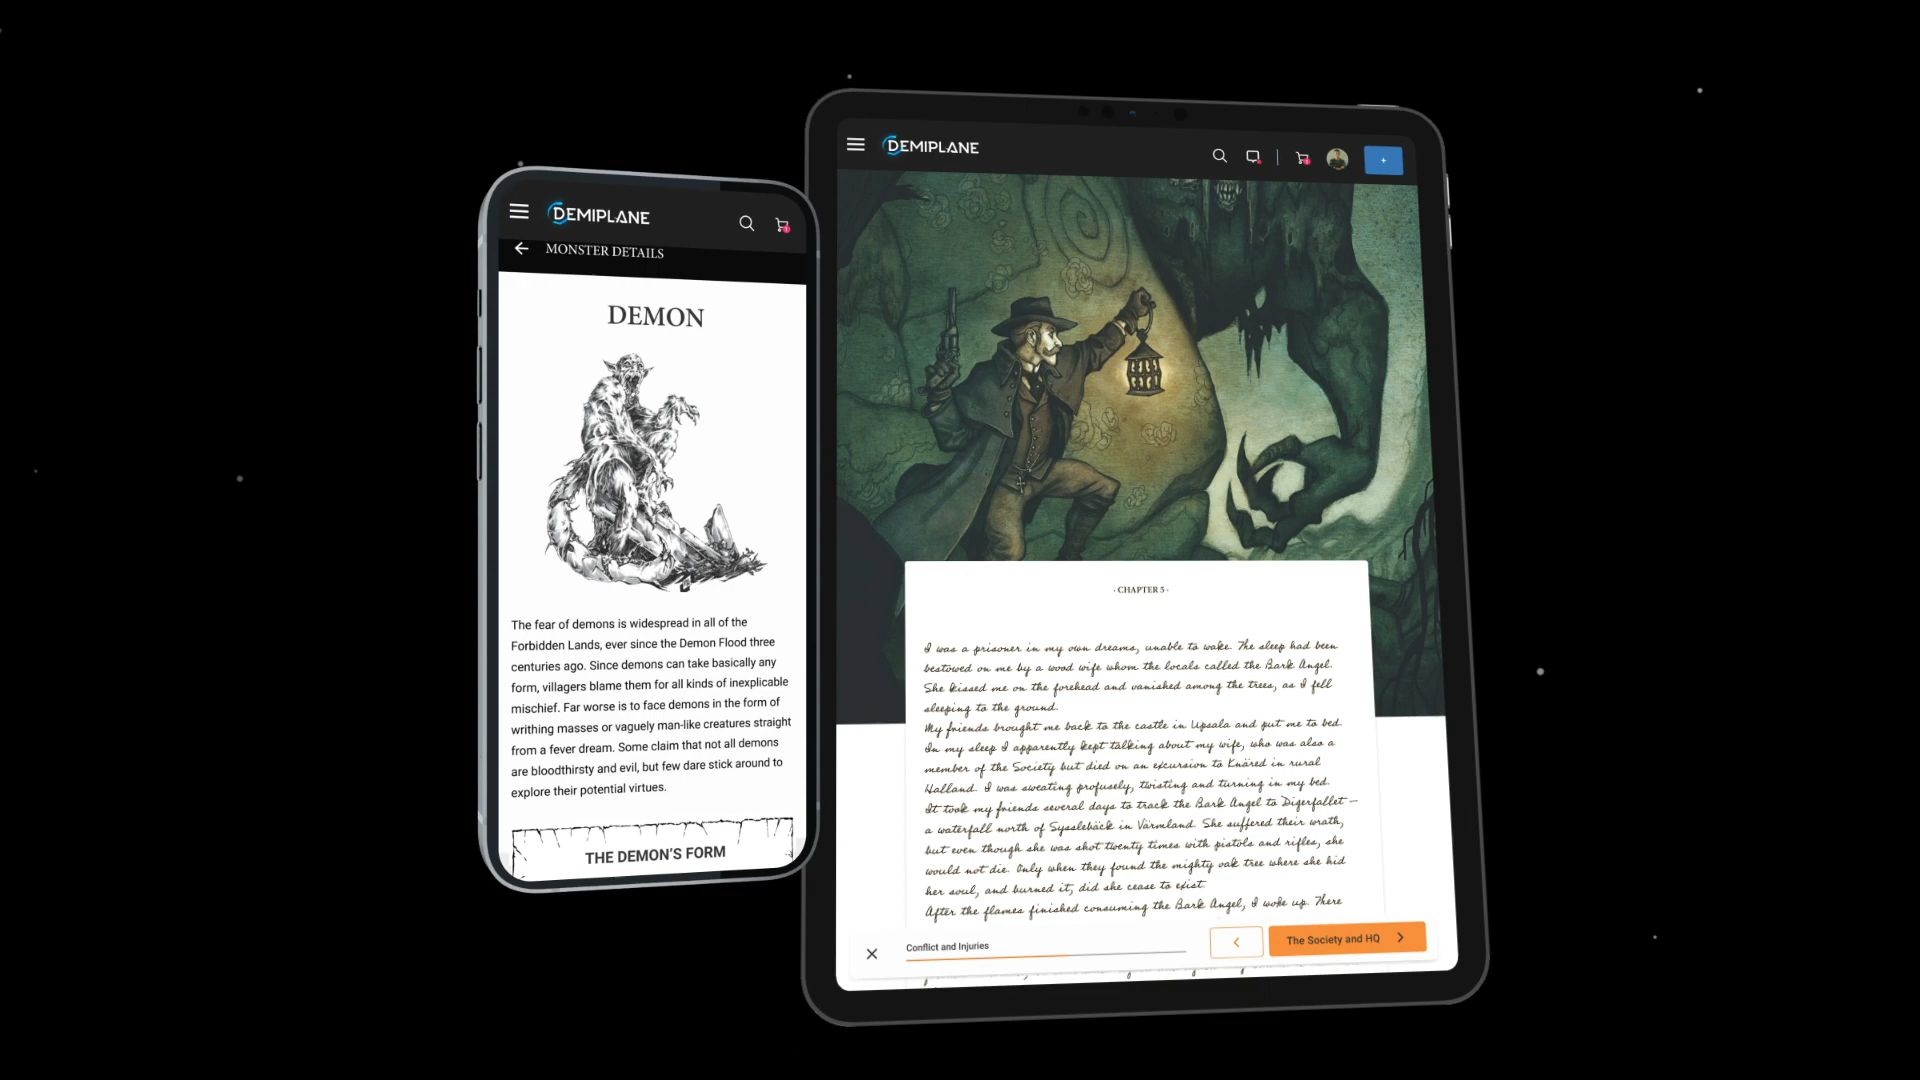 DEMIPLANE
MONSTER DETAILS
DEMON
The fear of demons is widespread in all of the
Forbidden Lands, ever since the Demon Flood three
centuries ago. Since demons can take basically any
form, villagers blame them for all kinds of inexplicable
mischief. Far worse is to face demons in the form of
writhing masses or vaguely man-like creatures straight
from a fever dream. Some claim that not all demons
are bloodthirsty and evil, but few dare stick around to
explore their potential virtues.
THE DEMON'S FORM
DEMIPLANE
+
· CHAPTER 5 ·
I was a prisoner in my own dreams, unable to wake. The sleep had been
bestowed on me by a wood wife whom the locals called the Bark Angel.
She kissed me on the forehead and vanished among the trees, as I fell
sleeping to the ground.
My friends brought me back to the castle in Upsala and put me to bed.
In my sleep I apparently kept talking about my wife, who was also a
member of the Society but died on an excursion to Knäred in rural
Halland. I was sweating profusely, twisting and turning in my bed.
It took my friends several days to track the Bark Angel to Digerfallet –
a waterfall north of Sysslebäck in Värmland. She suffered their wrath,
but even though she was shot twenty times with pistols and rifles, she
would not die. Only when they found the mighty oak tree where she hid
her soul, and burned it, did she cease to exist.
After the flames finished consuming the Bark Angel, I woke up. There
Conflict and Injuries
The Society and HQ